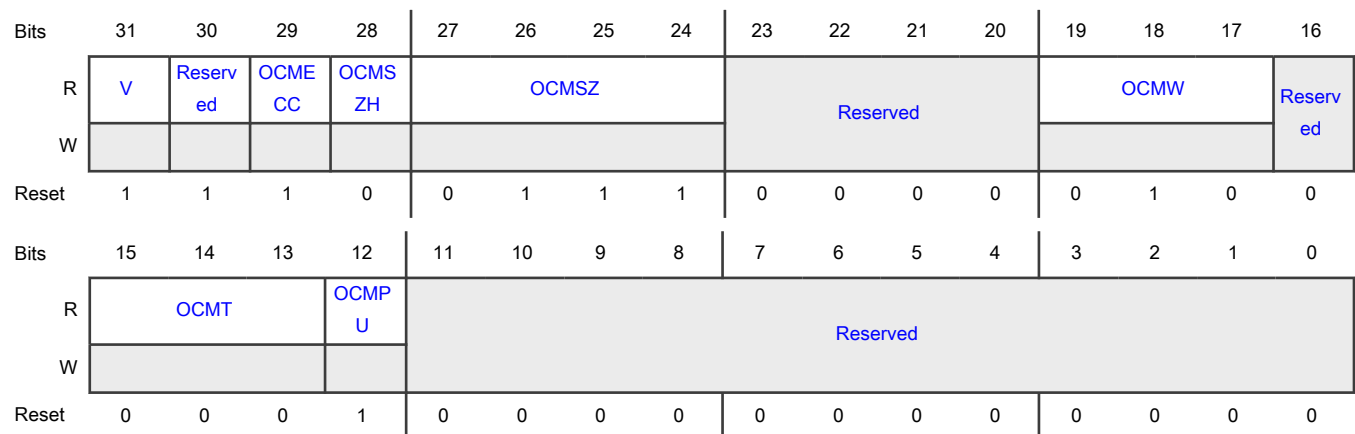 Bits 31 30 29 28 27 26 25 24 23 22 21 20 19 18 17 16
R V Reserv ed OCME CC OCMS ZH OCMSZ Reserved OCMW Reserv ed
W
Reset 1 1 1 0 0 1 1 1 0 0 0 0 0 1 0 0
Bits 15 14 13 12 11 10 9 8 7 6 5 4 3 2 1 0
R OCMT OCMP U Reserved
W
Reset 0 0 0 1 0 0 0 0 0 0 0 0 0 0 0 0